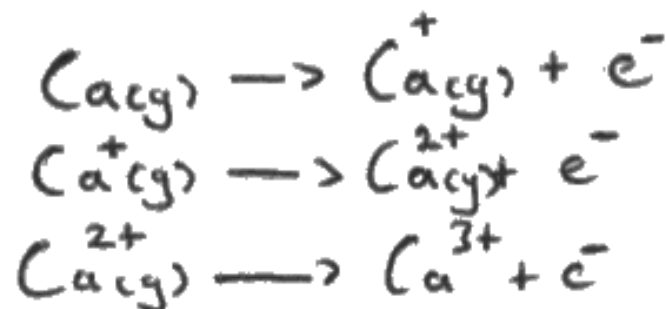 Ca(g) —> Ca⁺(g) + e⁻
Ca⁺(g) —> Ca²⁺(g) + e⁻
Ca²⁺(g) —> Ca³⁺ + e⁻